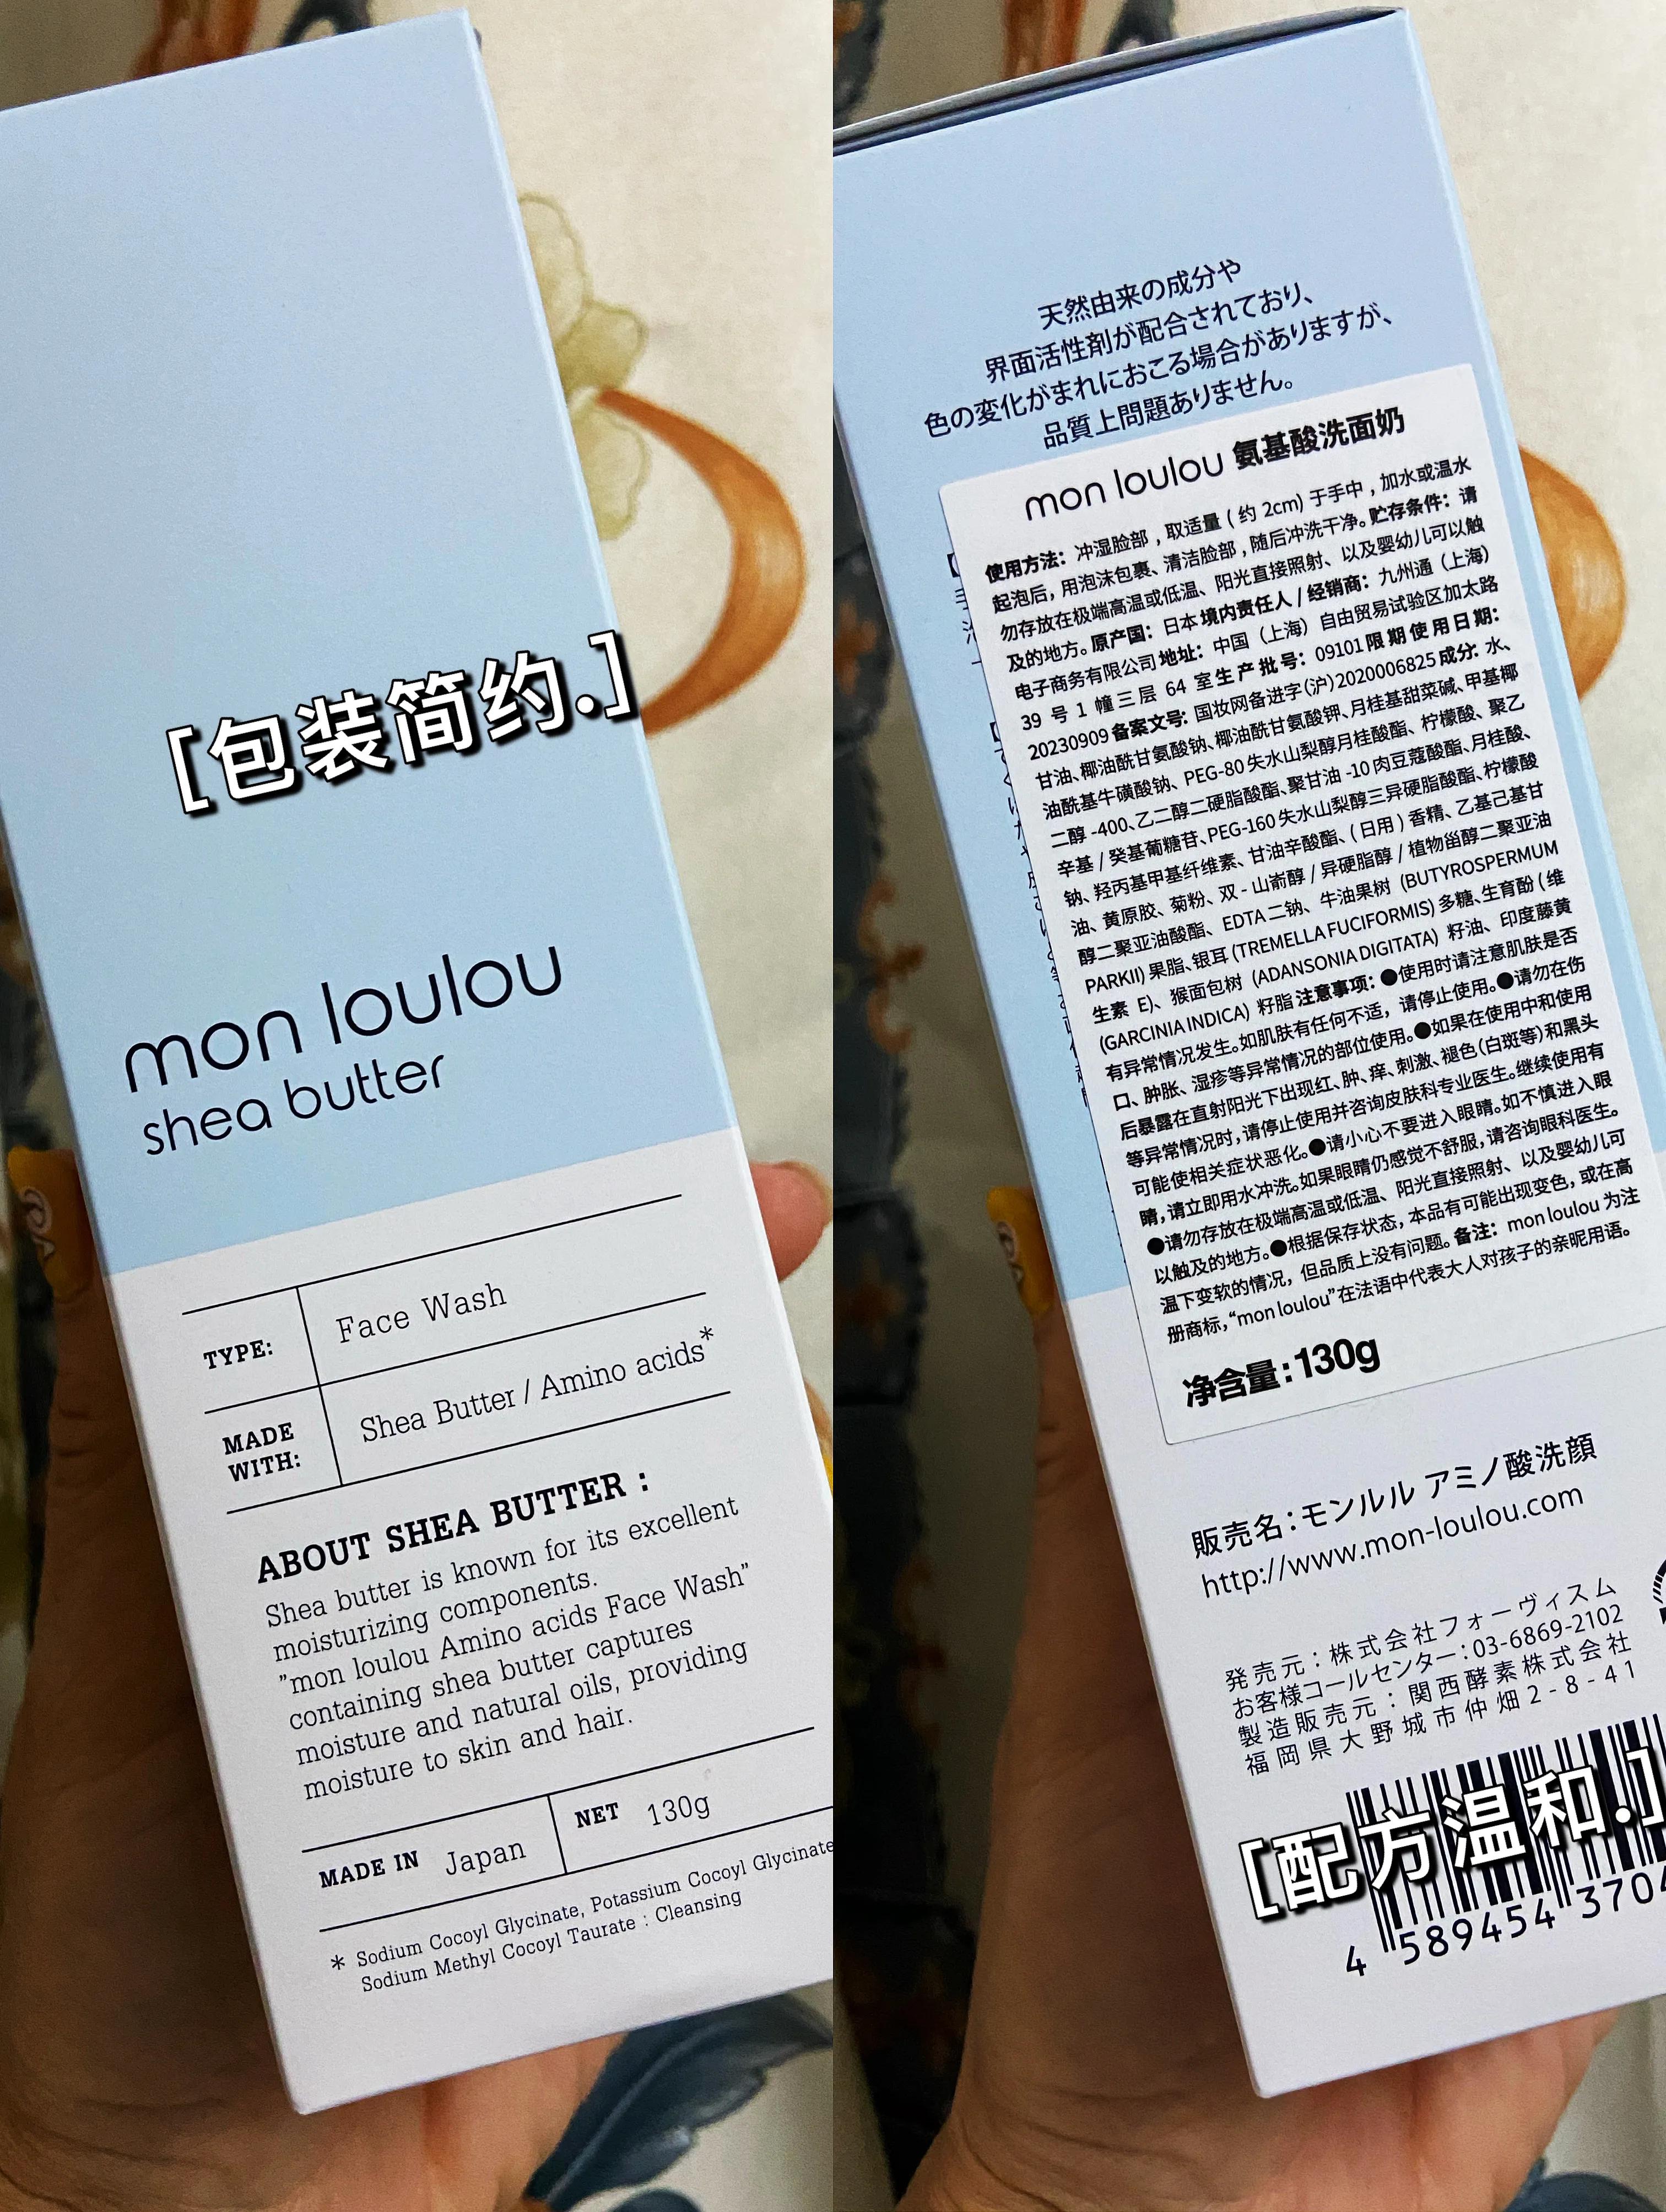 [包装简约.]
mon loulou
shea butter
TYPE: Face Wash
MADE WITH: Shea Butter / Amino acids*
ABOUT SHEA BUTTER :
Shea butter is known for its excellent
moisturizing components.
"mon loulou Amino acids Face Wash"
containing shea butter captures
moisture and natural oils, providing
moisture to skin and hair.
MADE IN Japan NET 130g
* Sodium Cocoyl Glycinate, Potassium Cocoyl Glycinate
Sodium Methyl Cocoyl Taurate : Cleansing
天然由来の成分や
界面活性剤が配合されており、
色の変化がまれにおこる場合がありますが、
品質上問題ありません。
mon loulou 氨基酸洗面奶
使用方法：冲湿脸部，取适量 ( 约 2cm) 于手中，加水或温水
起泡后，用泡沫包裹、清洁脸部，随后冲洗干净。贮存条件：请
勿存放在极端高温或低温、阳光直接照射、以及婴幼儿可以触
及的地方。原产国：日本 境内责任人 / 经销商：九州通（上海）
电子商务有限公司 地址：中国（上海）自由贸易试验区加太路
39 号 1 幢三层 64 室 生产批号：09101 限期使用日期：
20230909 备案文号：国妆网备进字(沪)2020006825 成分：水、
甘油、椰油酰甘氨酸钠、椰油酰甘氨酸钾、月桂基甜菜碱、甲基椰
油酰基牛磺酸钠、PEG-80 失水山梨醇月桂酸酯、柠檬酸、聚乙
二醇 -400、乙二醇二硬脂酸酯、聚甘油 -10 肉豆蔻酸酯、月桂酸、
辛基 / 癸基葡糖苷、PEG-160 失水山梨醇三异硬脂酸酯、柠檬酸
钠、羟丙基甲基纤维素、甘油辛酸酯、( 日用 ) 香精、乙基己基甘
油、黄原胶、菊粉、双 - 山嵛醇 / 异硬脂醇 / 植物甾醇二聚亚油
醇二聚亚油酸酯、EDTA 二钠、牛油果树 (BUTYROSPERMUM
PARKII) 果脂、银耳 (TREMELLA FUCIFORMIS) 多糖、生育酚 ( 维
生素 E)、猴面包树 (ADANSONIA DIGITATA) 籽油、印度藤黄
(GARCINIA INDICA) 籽脂 注意事项：●使用时请注意肌肤是否
有异常情况发生。如肌肤有任何不适，请停止使用。●请勿在伤
口、肿胀、湿疹等异常情况的部位使用。●如果在使用中和使用
后暴露在直射阳光下出现红、肿、痒、刺激、褪色(白斑等)和黑头
等异常情况时，请停止使用并咨询皮肤科专业医生。继续使用有
可能使相关症状恶化。●请小心不要进入眼睛。如不慎进入眼
睛，请立即用水冲洗。如果眼睛仍感觉不舒服，请咨询眼科医生。
●请勿存放在极端高温或低温、阳光直接照射、以及婴幼儿可
以触及的地方。●根据保存状态，本品有可能出现变色，或在高
温下变软的情况，但品质上没有问题。备注：mon loulou 为注
册商标，“mon loulou”在法语中代表大人对孩子的亲昵用语。
净含量：130g
販売名：モンルル アミノ酸洗顔
http://www.mon-loulou.com
発売元：株式会社フォーヴィスム
お客様コールセンター：03-6869-2102
製造販売元：関西酵素株式会社
福岡県大野城市仲畑2-8-41
[配方温和.]
4 589454 3704